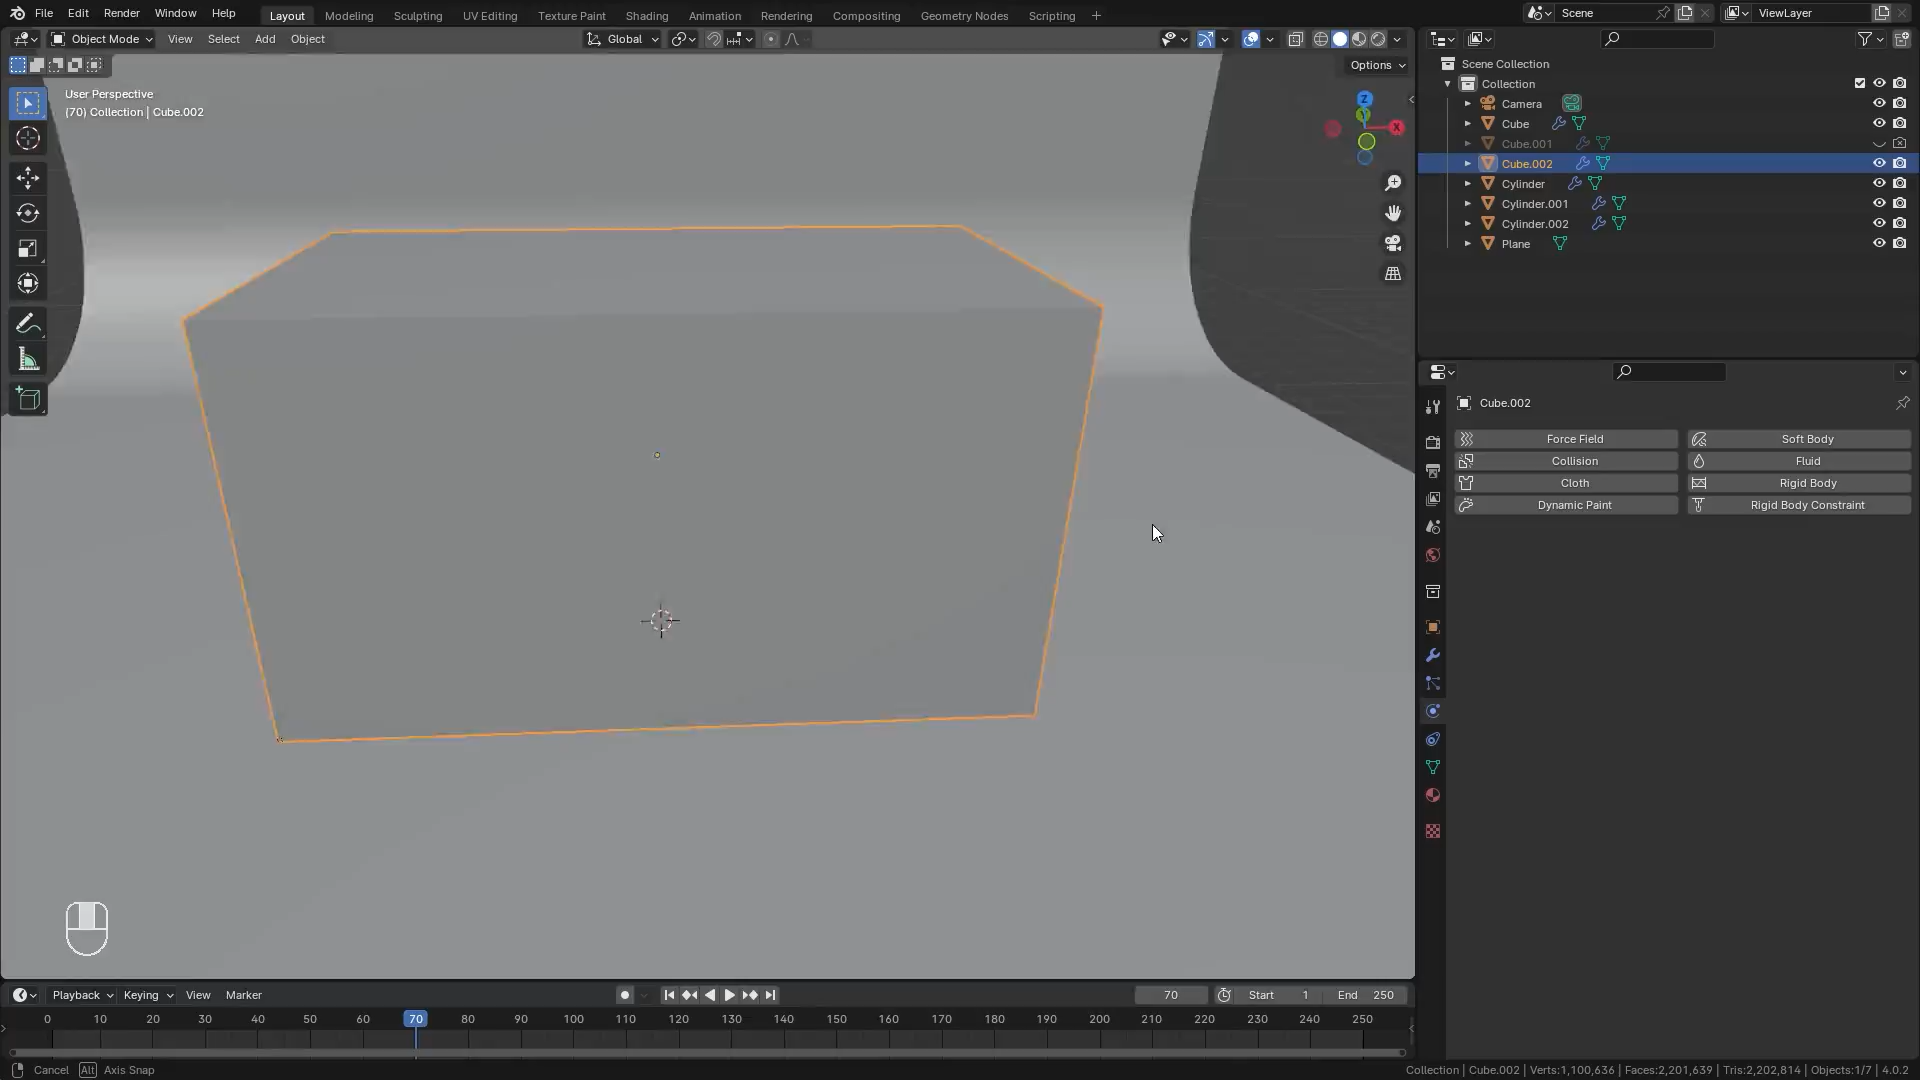 File Edit Render Window Help Layout Modeling Sculpting UV Editing Texture Paint Shading Animation Rendering Compositing Geometry Nodes Scripting + Scene ViewLayer
Object Mode View Select Add Object Global
Options
User Perspective
(70) Collection | Cube.002
Z
Y
X
Scene Collection
Collection
Camera
Cube
Cube.001
Cube.002
Cylinder
Cylinder.001
Cylinder.002
Plane
Cube.002
Force Field Soft Body
Collision Fluid
Cloth Rigid Body
Dynamic Paint Rigid Body Constraint
Playback Keying View Marker 70 Start 1 End 250
0 10 20 30 40 50 60 70 80 90 100 110 120 130 140 150 160 170 180 190 200 210 220 230 240 250
Cancel Alt Axis Snap Collection | Cube.002 | Verts:1,100,636 | Faces:2,201,639 | Tris:2,202,814 | Objects:1/7 | 4.0.2